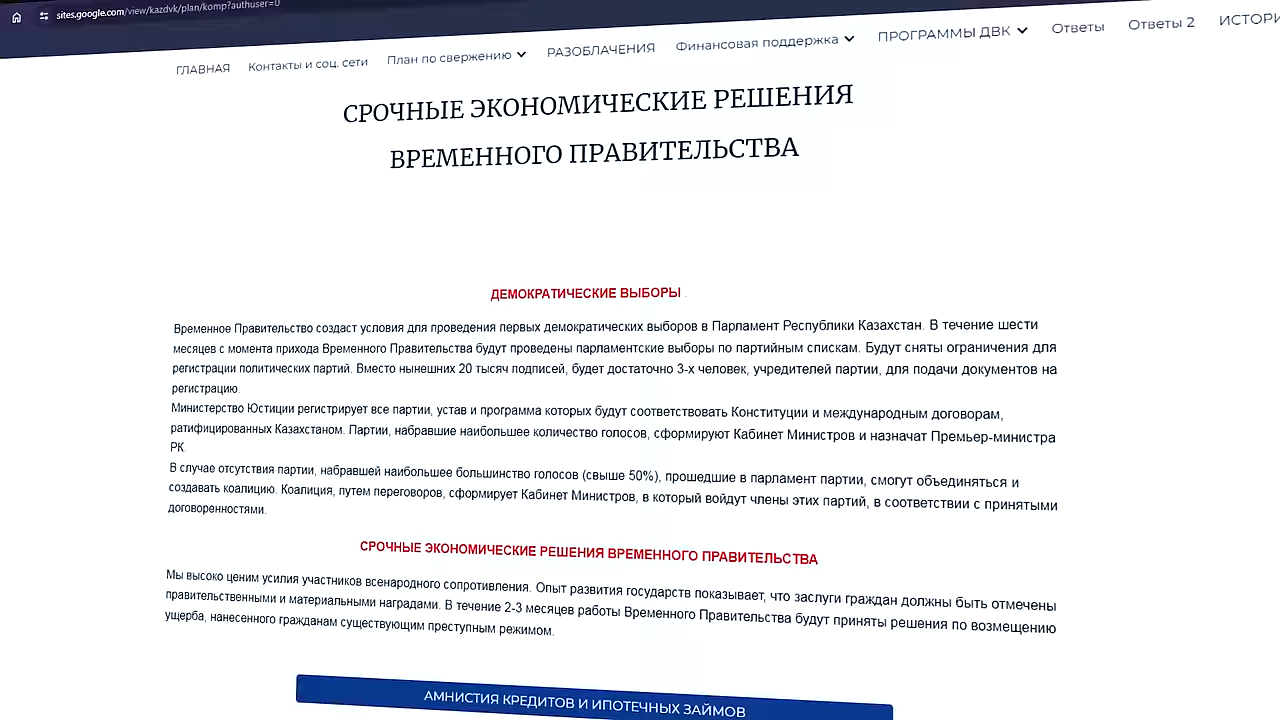 sites.google.com/view/kazdvk/plan/komp?authuser=0
ГЛАВНАЯ Контакты и соц. сети План по свержению РАЗОБЛАЧЕНИЯ Финансовая поддержка ПРОГРАММЫ ДВК Ответы Ответы 2
СРОЧНЫЕ ЭКОНОМИЧЕСКИЕ РЕШЕНИЯ
ВРЕМЕННОГО ПРАВИТЕЛЬСТВА
ДЕМОКРАТИЧЕСКИЕ ВЫБОРЫ .
Временное Правительство создаст условия для проведения первых демократических выборов в Парламент Республики Казахстан. В течение шести
месяцев с момента прихода Временного Правительства будут проведены парламентские выборы по партийным спискам. Будут сняты ограничения для
регистрации политических партий. Вместо нынешних 20 тысяч подписей, будет достаточно 3-х человек, учредителей партии, для подачи документов на
регистрацию.
Министерство Юстиции регистрирует все партии, устав и программа которых будут соответствовать Конституции и международным договорам,
ратифицированных Казахстаном. Партии, набравшие наибольшее количество голосов, сформируют Кабинет Министров и назначат Премьер-министра
РК.
В случае отсутствия партии, набравшей наибольшее большинство голосов (свыше 50%), прошедшие в парламент партии, смогут объединяться и
создавать коалицию. Коалиция, путем переговоров, сформирует Кабинет Министров, в который войдут члены этих партий, в соответствии с принятыми
договоренностями.
СРОЧНЫЕ ЭКОНОМИЧЕСКИЕ РЕШЕНИЯ ВРЕМЕННОГО ПРАВИТЕЛЬСТВА
Мы высоко ценим усилия участников всенародного сопротивления. Опыт развития государств показывает, что заслуги граждан должны быть отмечены
правительственными и материальными наградами. В течение 2-3 месяцев работы Временного Правительства будут приняты решения по возмещению
ущерба, нанесенного гражданам существующим преступным режимом.
АМНИСТИЯ КРЕДИТОВ И ИПОТЕЧНЫХ ЗАЙМОВ